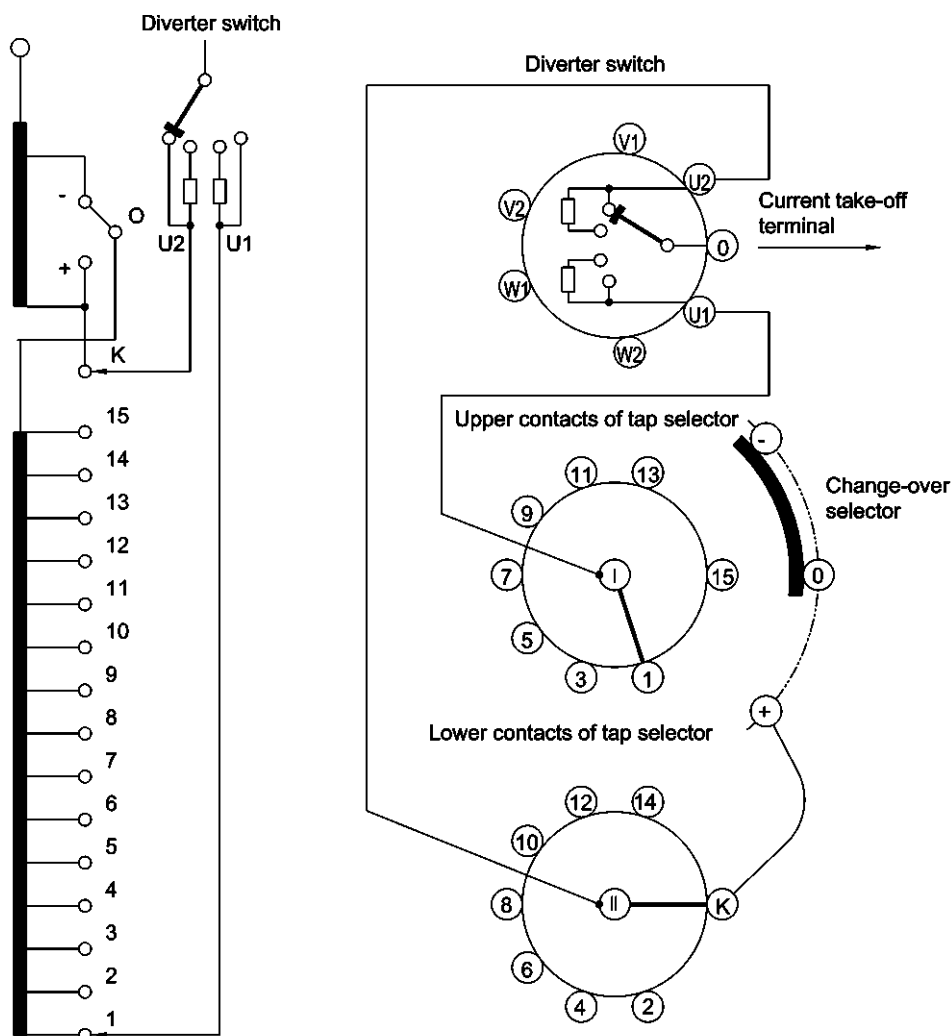 Diverter switch
-
O
+
U2
U1
K
15
14
13
12
11
10
9
8
7
6
5
4
3
2
1
Diverter switch
V1
U2
V2
0
W1
U1
W2
Current take-off
terminal
Upper contacts of tap selector
-
11
13
9
Change-over
selector
7
I
15
0
5
3
1
+
Lower contacts of tap selector
12
14
10
8
II
K
6
4
2